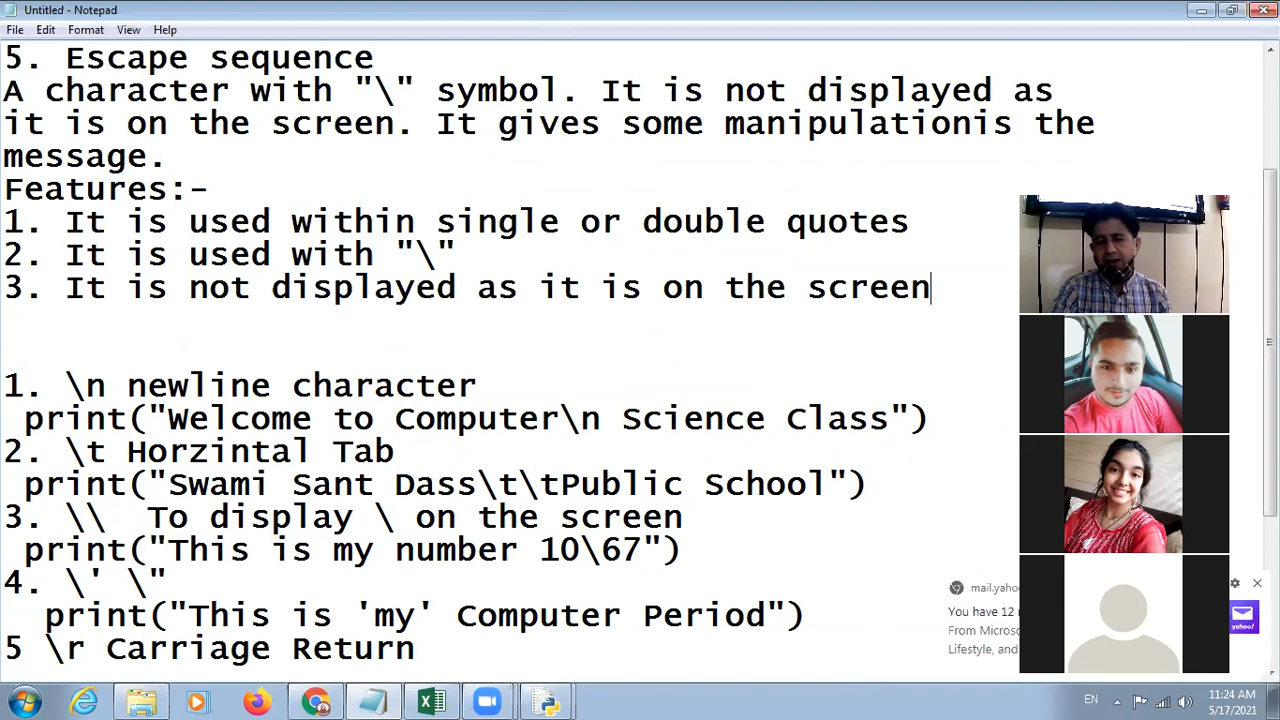 Untitled - Notepad
File Edit Format View Help
5. Escape sequence
A character with "\" symbol. It is not displayed as
it is on the screen. It gives some manipulationis the
message.
Features:-
1. It is used within single or double quotes
2. It is used with "\"
3. It is not displayed as it is on the screen
1. \n newline character
print("Welcome to Computer\n Science Class")
2. \t Horzintal Tab
print("Swami Sant Dass\t\tPublic School")
3. \\  To display \ on the screen
print("This is my number 10\67")
4. \' \"
print("This is 'my' Computer Period")
5 \r Carriage Return
mail.yaho
You have 12
From Micros
Lifestyle, and
yahoo!
EN
11:24 AM
5/17/2021